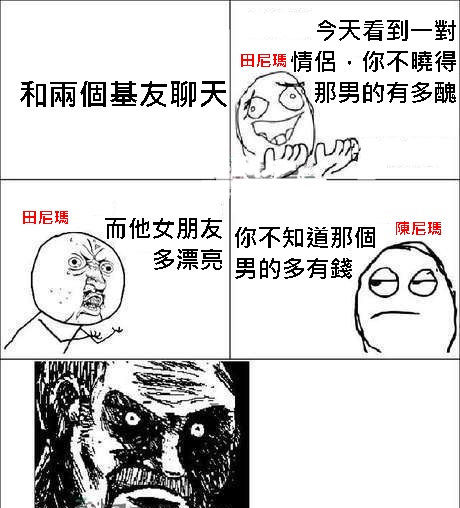 和兩個基友聊天
今天看到一對
田尼瑪
情侶，你不曉得
那男的有多醜
田尼瑪
而他女朋友
多漂亮
你不知道那個
男的多有錢
陳尼瑪